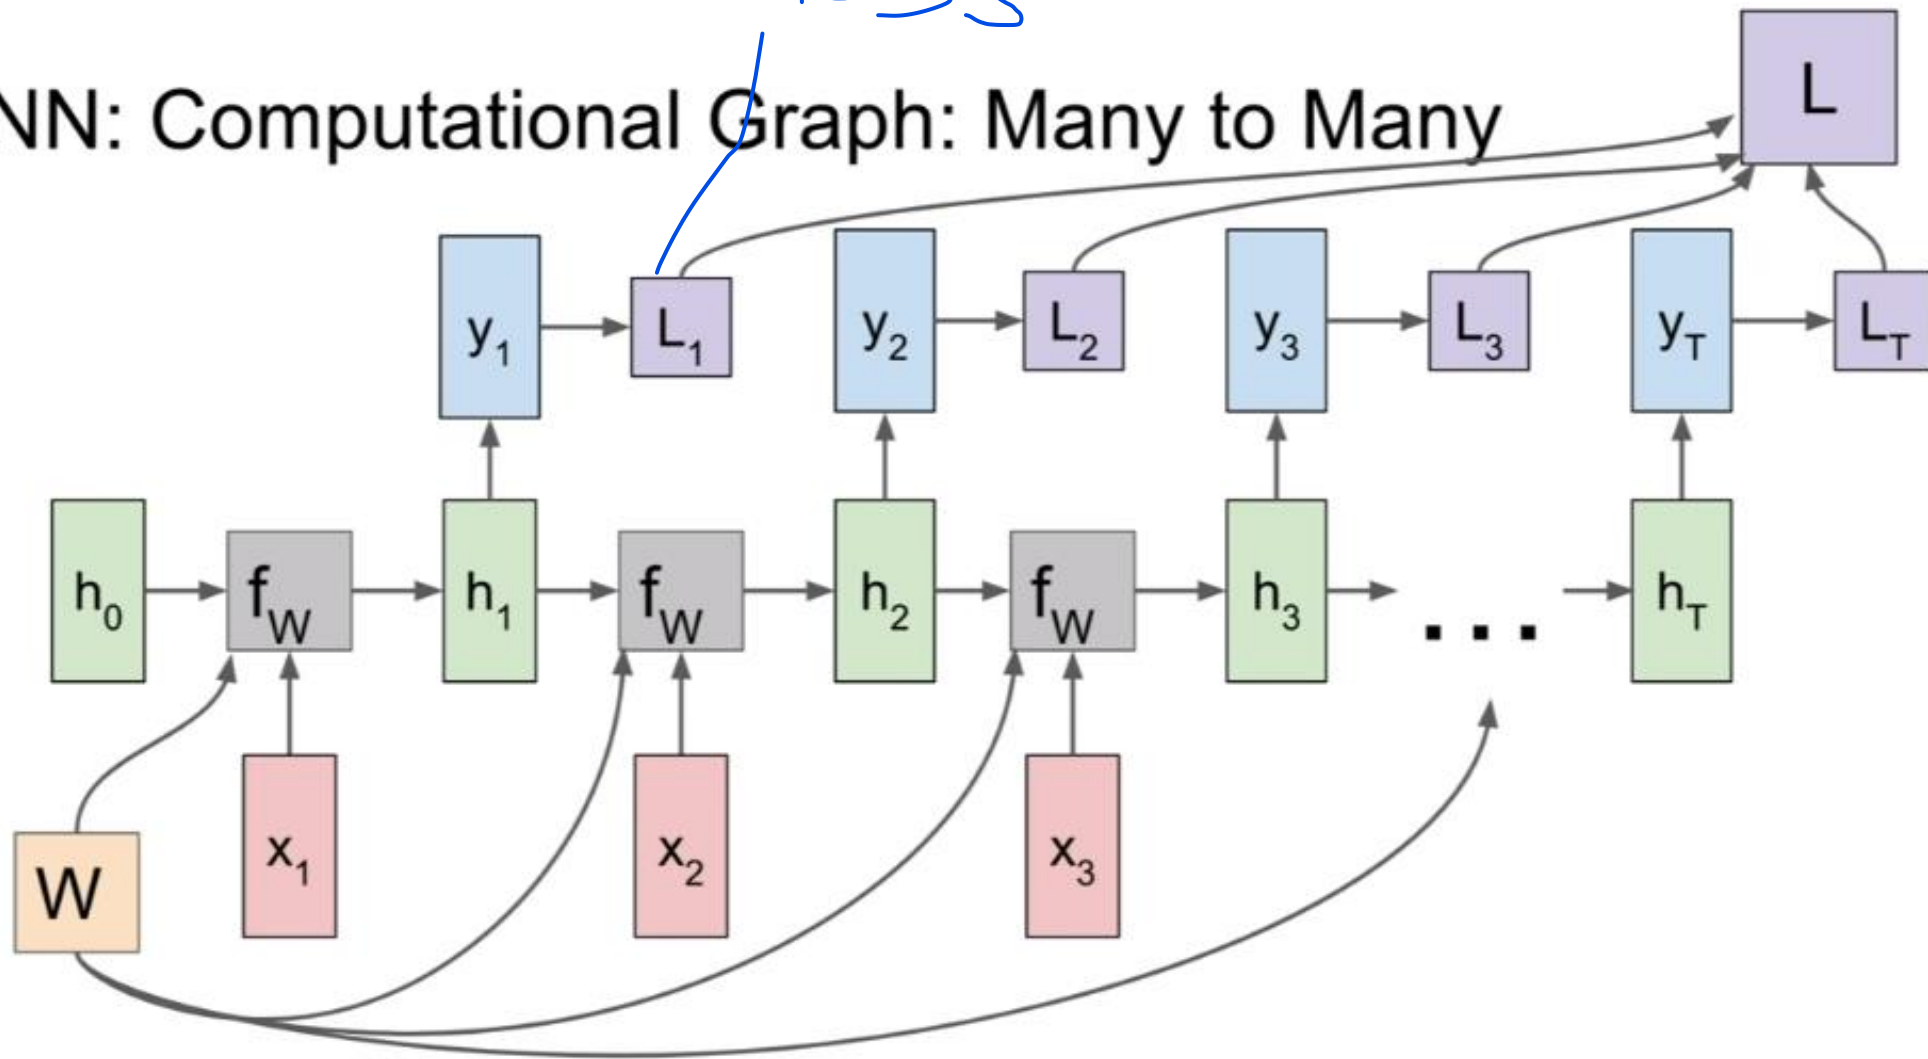 NN: Computational Graph: Many to Many
L
y1 L1 y2 L2 y3 L3 yT LT
h0 fW h1 fW h2 fW h3 ... hT
x1 x2 x3
W